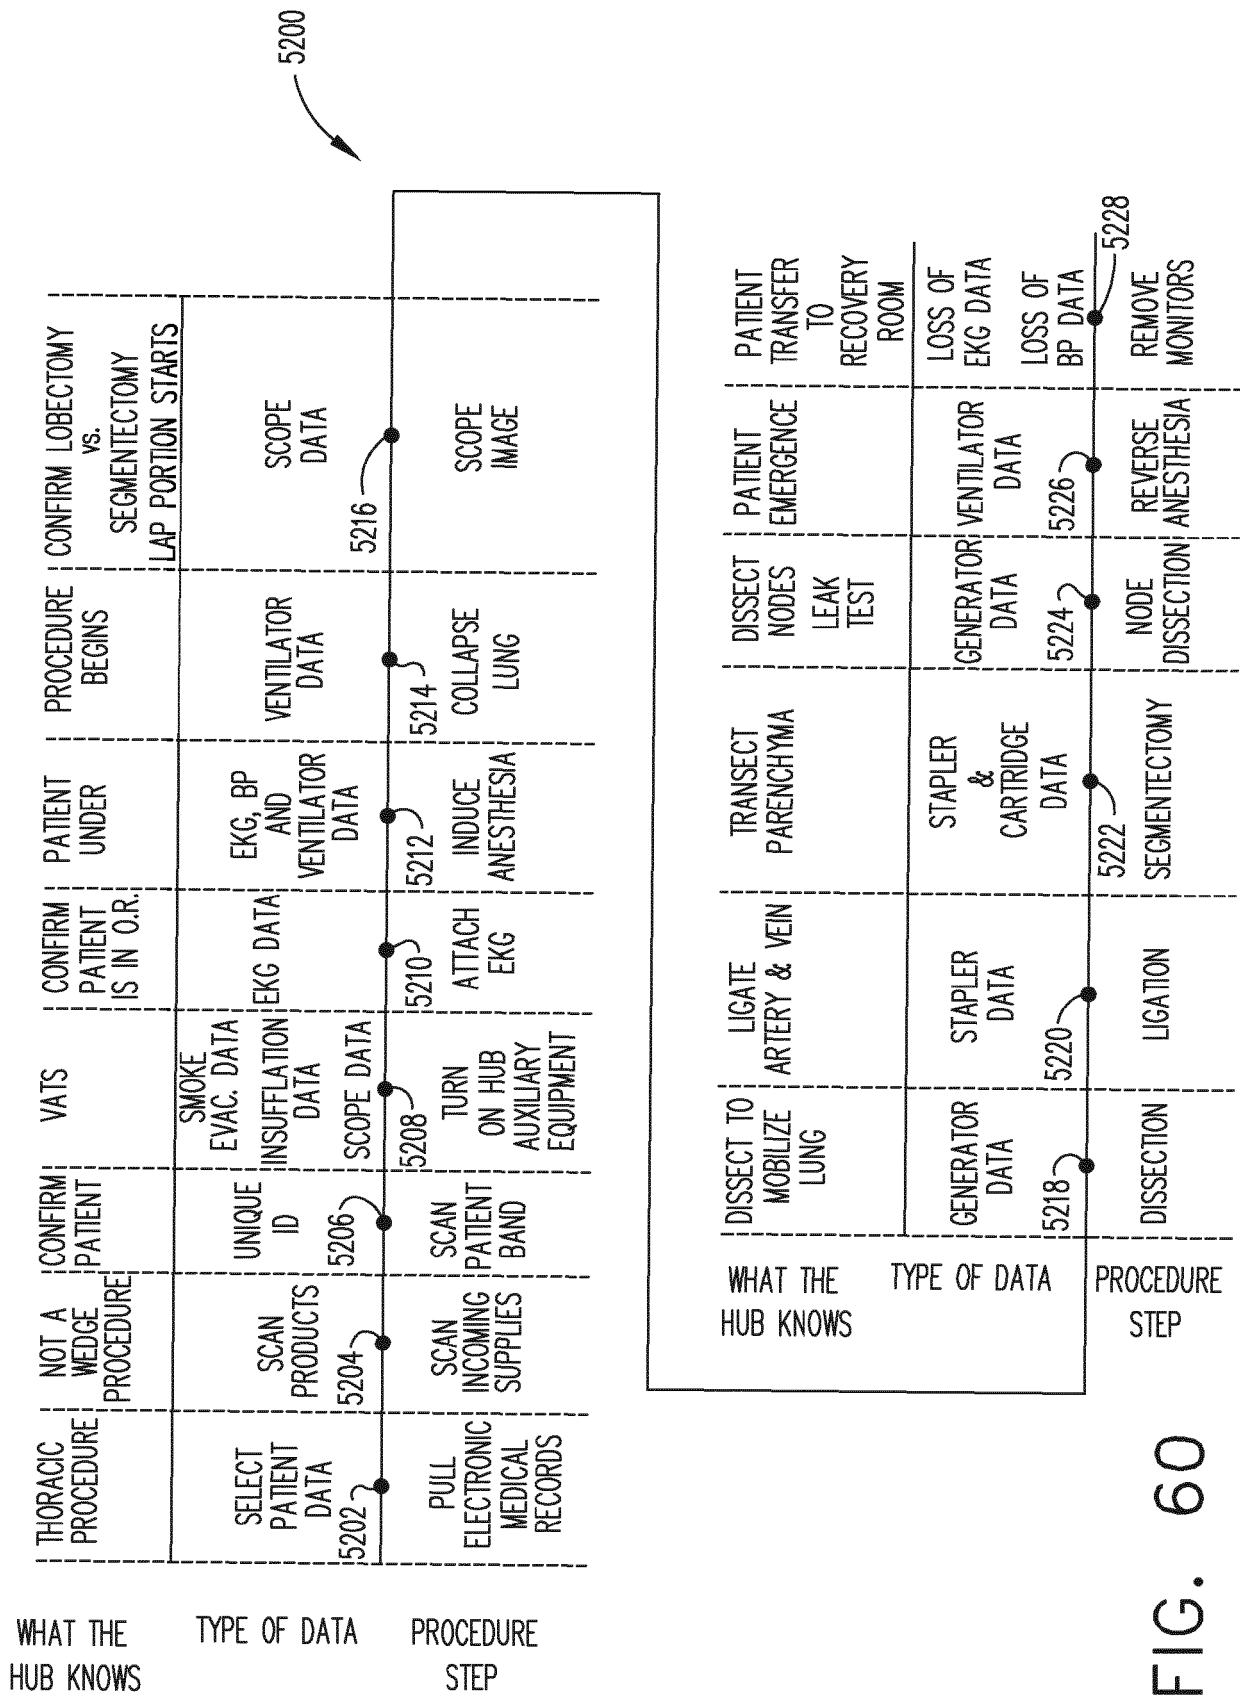 5200
WHAT THE
HUB KNOWS
THORACIC
PROCEDURE
NOT A
WEDGE
PROCEDURE
CONFIRM
PATIENT
VATS
CONFIRM
PATIENT
IS IN O.R.
PATIENT
UNDER
PROCEDURE
BEGINS
CONFIRM LOBECTOMY
vs.
SEGMENTECTOMY
LAP PORTION STARTS
TYPE OF DATA
SELECT
PATIENT
DATA
5202
SCAN
PRODUCTS
5204
UNIQUE
ID
5206
SMOKE
EVAC. DATA
INSUFFLATION
DATA
SCOPE DATA
5208
EKG DATA
5210
EKG, BP
AND
VENTILATOR
DATA
5212
VENTILATOR
DATA
5214
SCOPE
DATA
5216
PROCEDURE
STEP
PULL
ELECTRONIC
MEDICAL
RECORDS
SCAN
INCOMING
SUPPLIES
SCAN
PATIENT
BAND
TURN
ON HUB
AUXILIARY
EQUIPMENT
ATTACH
EKG
INDUCE
ANESTHESIA
COLLAPSE
LUNG
SCOPE
IMAGE
WHAT THE
HUB KNOWS
DISSECT TO
MOBILIZE
LUNG
LIGATE
ARTERY & VEIN
TRANSECT
PARENCHYMA
DISSECT
NODES
LEAK
TEST
PATIENT
EMERGENCE
PATIENT
TRANSFER
TO
RECOVERY
ROOM
TYPE OF DATA
GENERATOR
DATA
5218
STAPLER
DATA
5220
STAPLER
&
CARTRIDGE
DATA
5222
GENERATOR
DATA
5224
VENTILATOR
DATA
5226
LOSS OF
EKG DATA
LOSS OF
BP DATA
5228
PROCEDURE
STEP
DISSECTION
LIGATION
SEGMENTECTOMY
NODE
DISSECTION
REVERSE
ANESTHESIA
REMOVE
MONITORS
FIG. 60